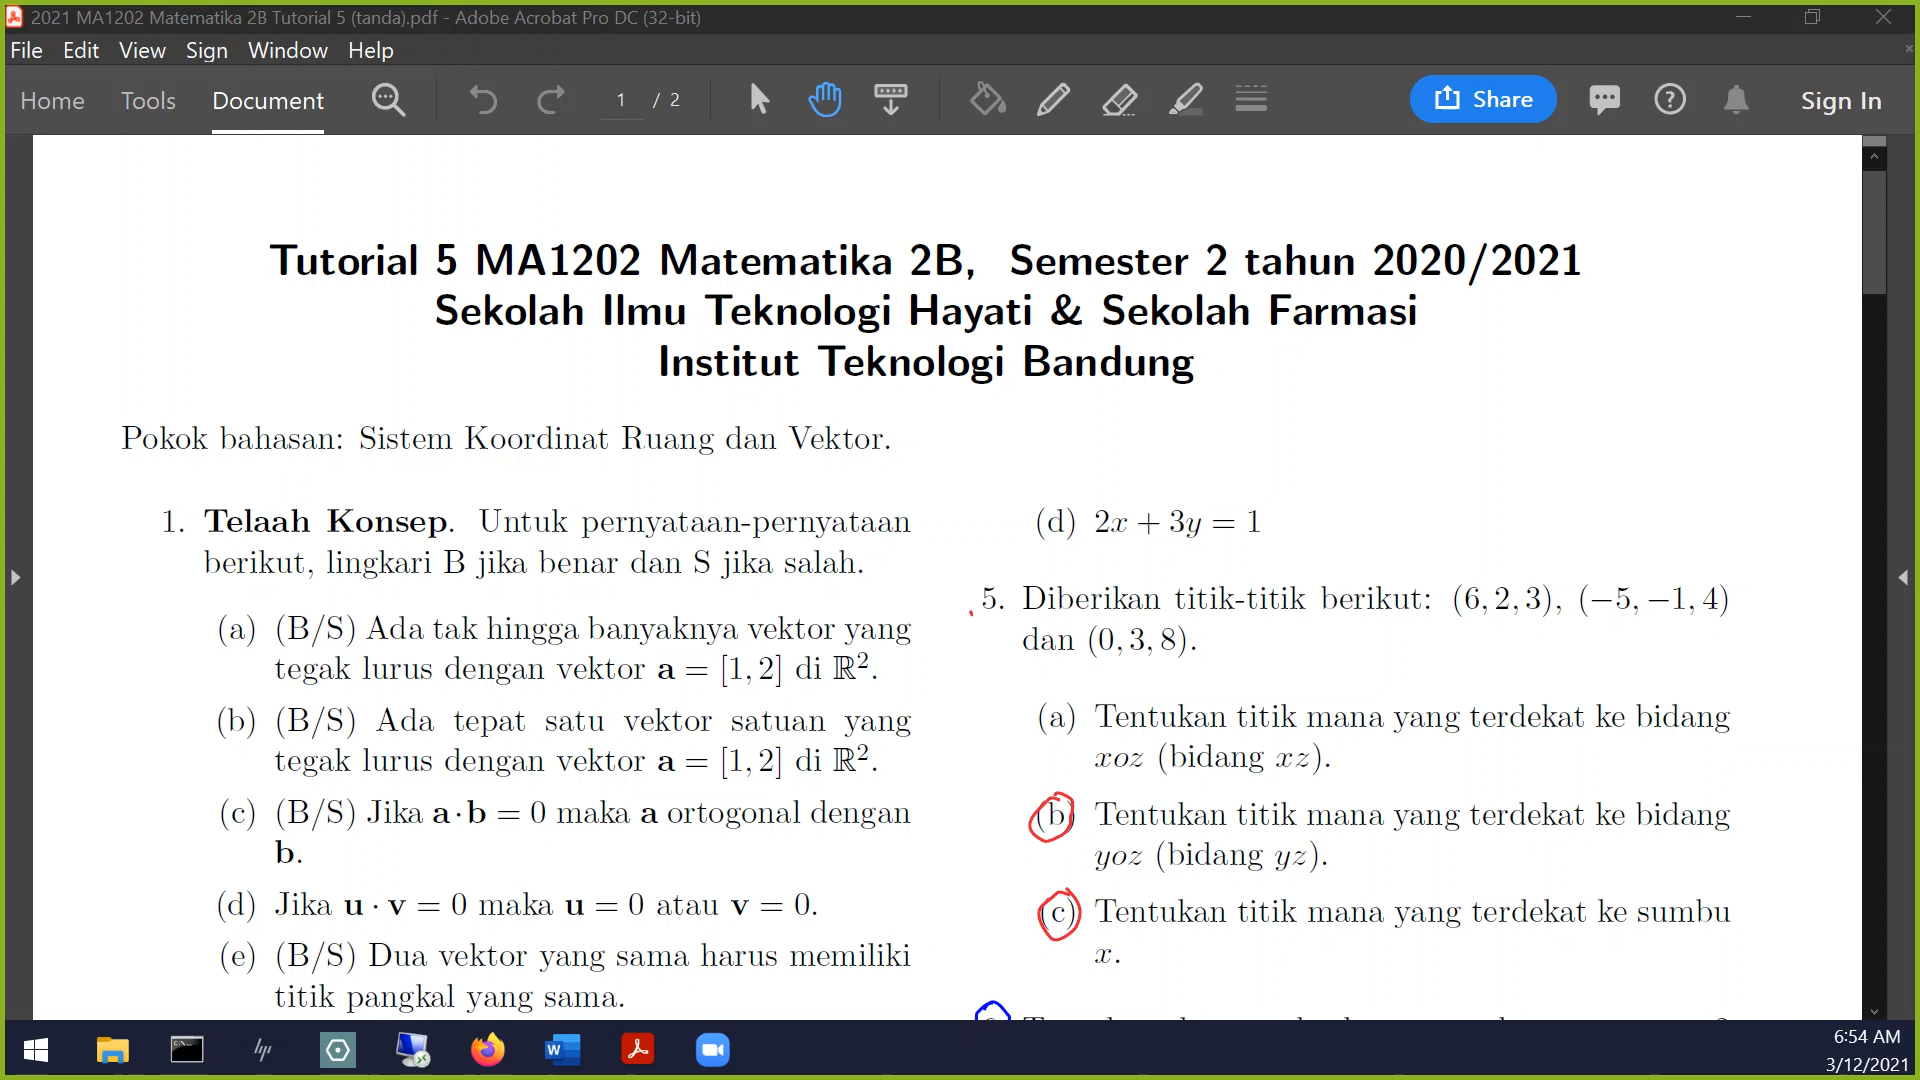 2021 MA1202 Matematika 2B Tutorial 5 (tanda).pdf - Adobe Acrobat Pro DC (32-bit)
File Edit View Sign Window Help
Home Tools Document 1 / 2 Share Sign In
Tutorial 5 MA1202 Matematika 2B, Semester 2 tahun 2020/2021
Sekolah Ilmu Teknologi Hayati & Sekolah Farmasi
Institut Teknologi Bandung
Pokok bahasan: Sistem Koordinat Ruang dan Vektor.
1. Telaah Konsep. Untuk pernyataan-pernyataan
berikut, lingkari B jika benar dan S jika salah.
(a) (B/S) Ada tak hingga banyaknya vektor yang
tegak lurus dengan vektor a = [1, 2] di ℝ².
(b) (B/S) Ada tepat satu vektor satuan yang
tegak lurus dengan vektor a = [1, 2] di ℝ².
(c) (B/S) Jika a · b = 0 maka a ortogonal dengan
b.
(d) Jika u · v = 0 maka u = 0 atau v = 0.
(e) (B/S) Dua vektor yang sama harus memiliki
titik pangkal yang sama.
(d) 2x + 3y = 1
5. Diberikan titik-titik berikut: (6, 2, 3), (−5, −1, 4)
dan (0, 3, 8).
(a) Tentukan titik mana yang terdekat ke bidang
xoz (bidang xz).
(b) Tentukan titik mana yang terdekat ke bidang
yoz (bidang yz).
(c) Tentukan titik mana yang terdekat ke sumbu
x.
6:54 AM
3/12/2021